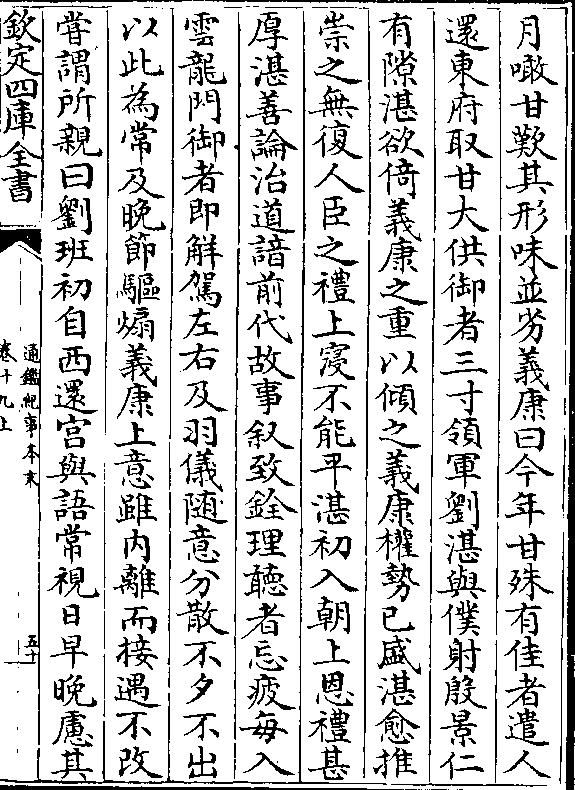 月噉甘歎其形味並劣義康曰今年甘殊有佳者遣人
還東府取甘大供御者三寸領軍劉湛與僕射殷景仁
有隙湛欲倚義康之重以傾之義康權勢已盛湛愈推
崇之無復人臣之禮上寖不能平湛初入朝上恩禮甚
厚湛善論治道諳前代故事叙致銓理聽者忘疲每入
雲龍門御者即解駕左右及羽儀随意分散不夕不出
以此為常及晚節驅煽義康上意雖内離而接遇不改
嘗謂所親曰劉班初自西還宫與語常視日早晚慮其
欽定四庫全書
通鑑紀事本末
卷十九上
五十